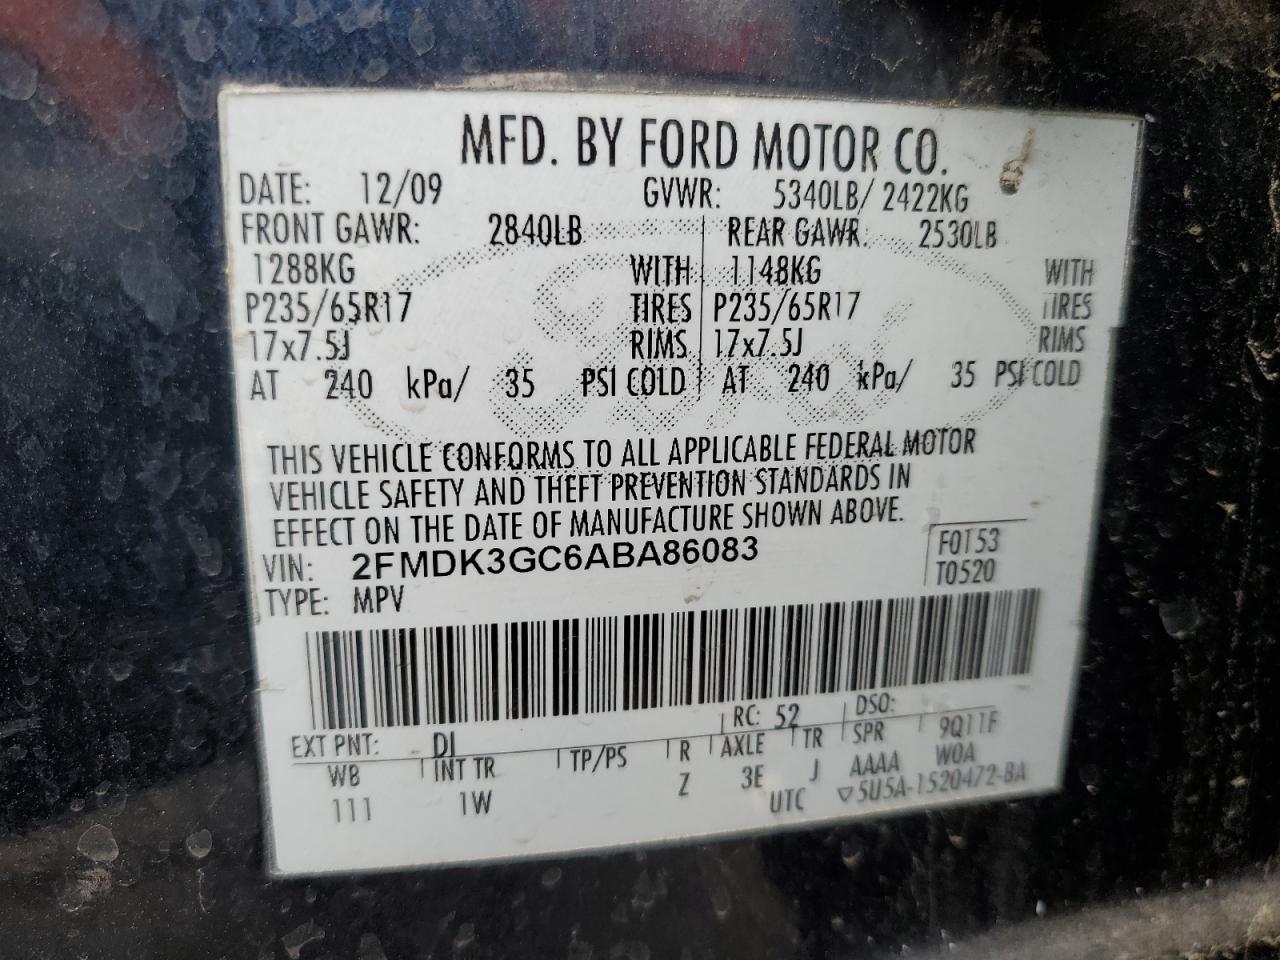 MFD. BY FORD MOTOR CO.
DATE: 12/09 GVWR: 5340LB/ 2422KG
FRONT GAWR: 2840LB REAR GAWR: 2530LB
1288KG WITH 1148KG WITH
P235/65R17 TIRES P235/65R17 TIRES
17x7.5J RIMS 17x7.5J RIMS
AT 240 kPa/ 35 PSI COLD AT 240 kPa/ 35 PSI COLD
THIS VEHICLE CONFORMS TO ALL APPLICABLE FEDERAL MOTOR
VEHICLE SAFETY AND THEFT PREVENTION STANDARDS IN
EFFECT ON THE DATE OF MANUFACTURE SHOWN ABOVE.
VIN: 2FMDK3GC6ABA86083 F0T53
TYPE: MPV T0520
EXT PNT: DJ RC: 52 DSO:
WB INT TR TP/PS R AXLE TR SPR 9Q11F
111 1W Z 3E J AAAA WOA
UTC ▽5U5A-1520472-BA